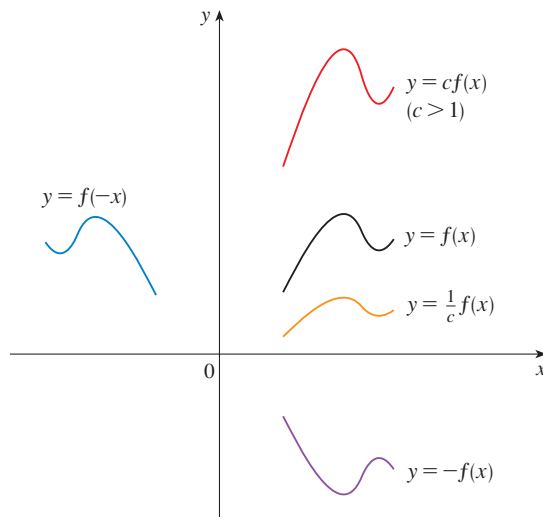 y
y = cf(x)
(c > 1)
y = f(−x)
y = f(x)
y = 1/c f(x)
0
x
y = −f(x)